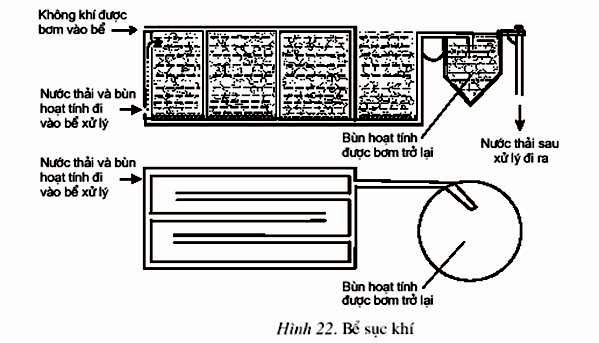 Không khí được
bơm vào bể
Nước thải và bùn
hoạt tính đi
vào bể xử lý
Bùn hoạt tính
được bơm trở lại
Nước thải sau
xử lý đi ra
Nước thải và bùn
hoạt tính đi
vào bể xử lý
Bùn hoạt tính
được bơm trở lại
Hình 22. Bể sục khí